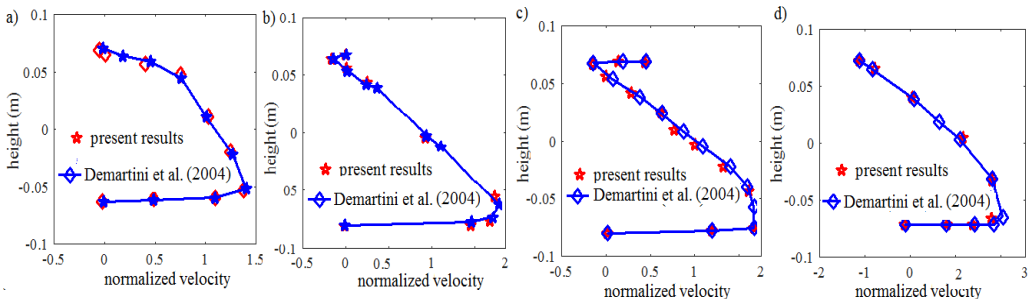 a)
0.1
0.05
0
-0.05
-0.1
height (m)
present results
Demartini et al. (2004)
-0.5 0 0.5 1 1.5
normalized velocity
b)
0.1
0.05
0
05
-0.1
height (m)
present results
Demartini et al. (2004)
-0.5 0 0.5 1 1.5 2
normalized velocity
c)
0.1
0.05
0
-0.05
-0.1
height (m)
present results
Demartini et al. (2004)
-0.5 0 0.5 1 1.5 2
normalized velocity
d)
0.1
0.05
0
-0.05
-0.1
height (m)
present results
Demartini et al. (2004)
-2 -1 0 1 2 3
normalized velocity